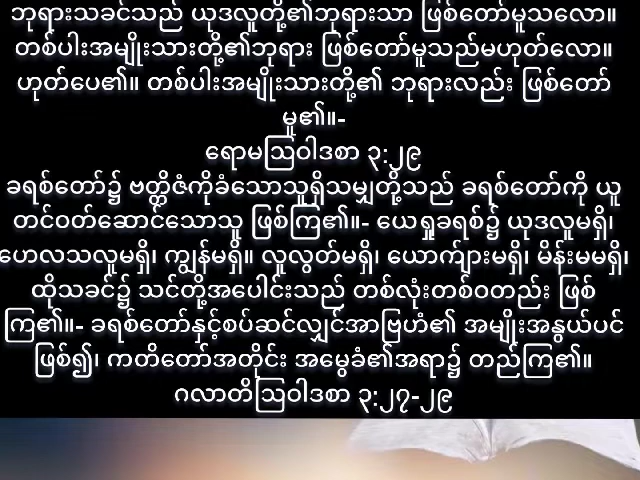 ဘုရားသခင်သည် ယုဒလူတို့၏ဘုရားသာ ဖြစ်တော်မူသလော။
တစ်ပါးအမျိုးသားတို့၏ဘုရား ဖြစ်တော်မူသည်မဟုတ်လော။
ဟုတ်ပေ၏။ တစ်ပါးအမျိုးသားတို့၏ ဘုရားလည်း ဖြစ်တော်
မူ၏။-
ရောမဩဝါဒစာ ၃:၂၉
ခရစ်တော်၌ ဗတ္တိဇံကိုခံသောသူရှိသမျှတို့သည် ခရစ်တော်ကို ယူ
တင်ဝတ်ဆောင်သောသူ ဖြစ်ကြ၏။- ယေရှုခရစ်၌ ယုဒလူမရှိ၊
ဟေလသလူမရှိ၊ ကျွန်မရှိ။ လူလွတ်မရှိ၊ ယောက်ျားမရှိ၊ မိန်းမမရှိ၊
ထိုသခင်၌ သင်တို့အပေါင်းသည် တစ်လုံးတစ်ဝတည်း ဖြစ်
ကြ၏။- ခရစ်တော်နှင့်စပ်ဆင်လျှင်အာဗြဟံ၏ အမျိုးအနွယ်ပင်
ဖြစ်၍၊ ကတိတော်အတိုင်း အမွေခံ၏အရာ၌ တည်ကြ၏။
ဂလာတိဩဝါဒစာ ၃:၂၇-၂၉